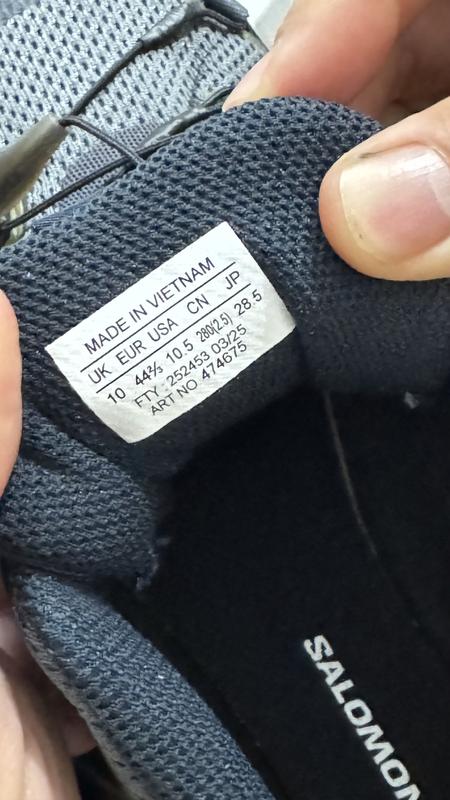 MADE IN VIETNAM
UK EUR USA CN JP
10 44⅔ 10.5 280(2.5) 28.5
FTY. 252453 03/25
ART NO. 474675
SALOMON